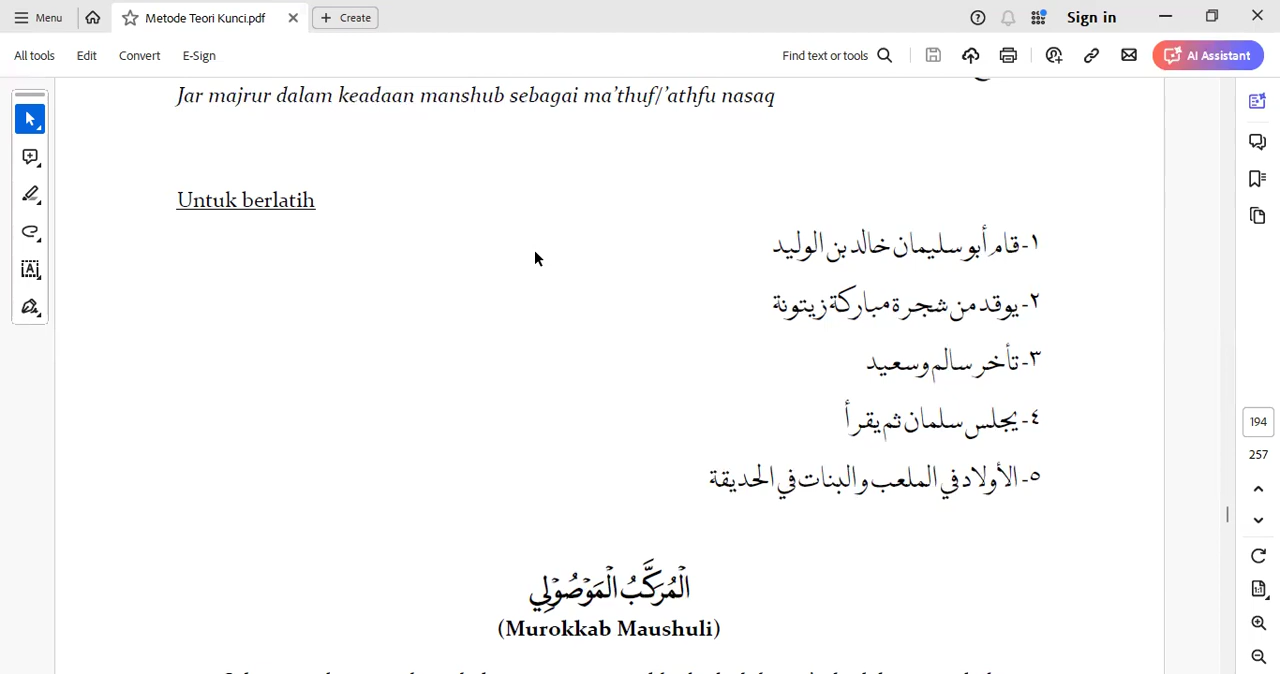 Menu
Metode Teori Kunci.pdf
Create
Sign in
All tools
Edit
Convert
E-Sign
Find text or tools
AI Assistant
Jar majrur dalam keadaan manshub sebagai ma’thuf/’athfu nasaq
Untuk berlatih
١- قام أبو سليمان خالد بن الوليد
٢- يوقد من شجرة مباركة زيتونة
٣- تأخر سالم وسعيد
٤- يجلس سلمان ثم يقرأ
٥- الأولاد في الملعب والبنات في الحديقة
الْمُرَكَّبُ الْمَوْصُوْلِي
(Murokkab Maushuli)
194
257